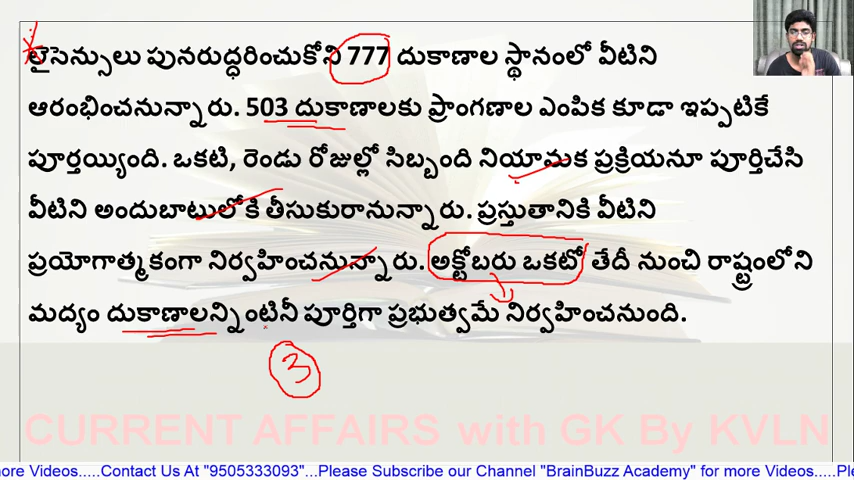 లైసెన్సులు పునరుద్ధరించుకోని 777 దుకాణాల స్థానంలో వీటిని
ఆరంభించనున్నారు. 503 దుకాణాలకు ప్రాంగణాల ఎంపిక కూడా ఇప్పటికే
పూర్తయ్యింది. ఒకటి, రెండు రోజుల్లో సిబ్బంది నియామక ప్రక్రియనూ పూర్తిచేసి
వీటిని అందుబాటులోకి తీసుకురానున్నారు. ప్రస్తుతానికి వీటిని
ప్రయోగాత్మకంగా నిర్వహించనున్నారు. అక్టోబరు ఒకటో తేదీ నుంచి రాష్ట్రంలోని
మద్యం దుకాణాలన్నింటినీ పూర్తిగా ప్రభుత్వమే నిర్వహించనుంది.
3
CURRENT AFFAIRS with GK By KVLN
ore Videos.....Contact Us At "9505333093"...Please Subscribe our Channel "BrainBuzz Academy" for more Videos.....Ple